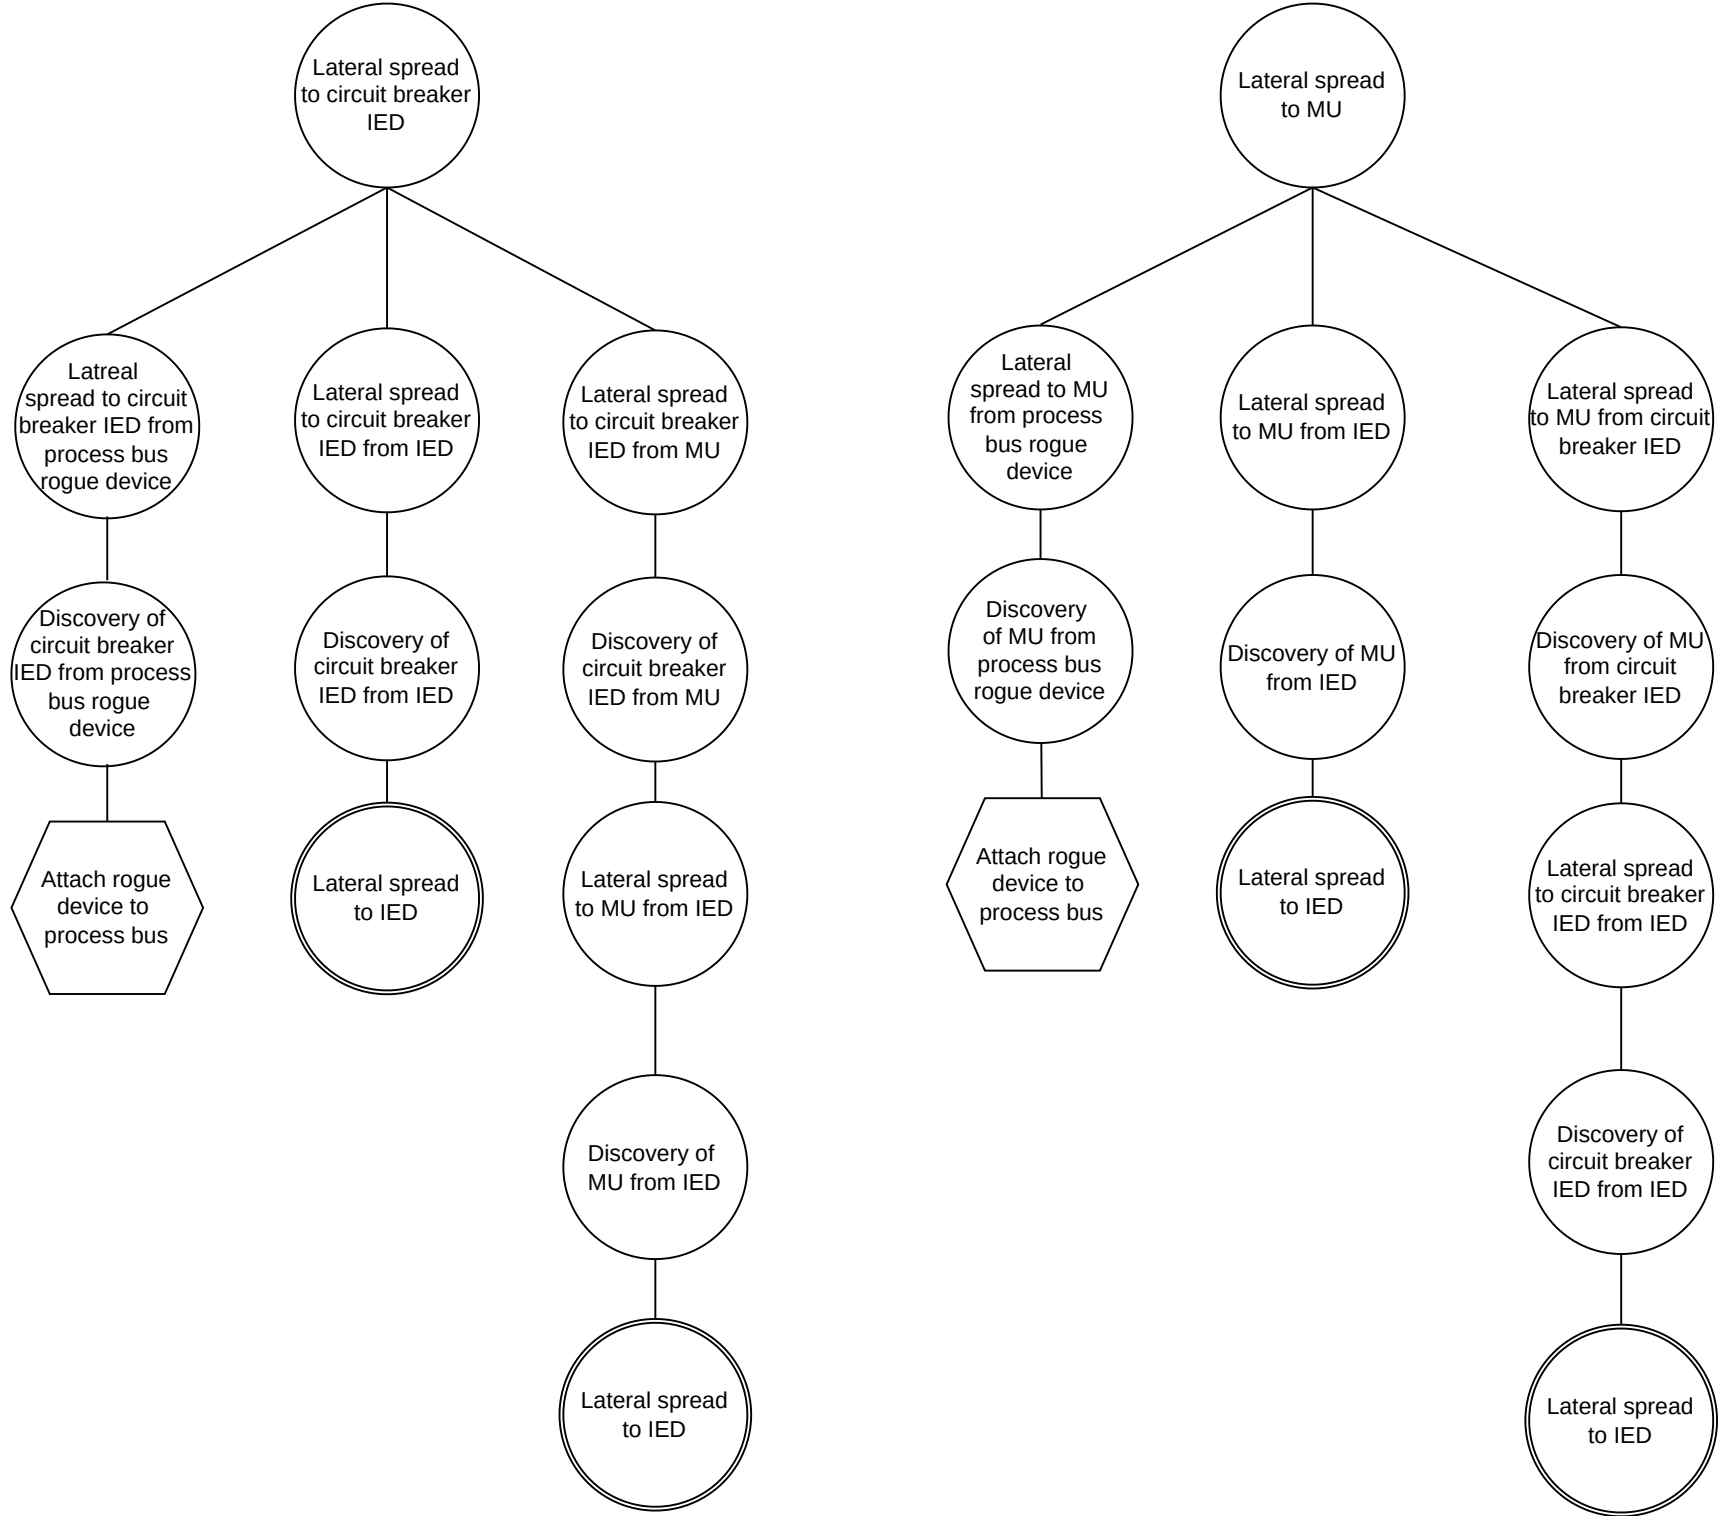 Lateral spread
to circuit breaker
IED
Lateral spread
to MU
Latreal
spread to circuit
breaker IED from
process bus
rogue device
Lateral spread
to circuit breaker
IED from IED
Lateral spread
to circuit breaker
IED from MU
Lateral
spread to MU
from process
bus rogue
device
Lateral spread
to MU from IED
Lateral spread
to MU from circuit
breaker IED
Discovery of
circuit breaker
IED from process
bus rogue
device
Discovery of
circuit breaker
IED from IED
Discovery of
circuit breaker
IED from MU
Discovery
of MU from
process bus
rogue device
Discovery of MU
from IED
Discovery of MU
from circuit
breaker IED
Attach rogue
device to
process bus
Lateral spread
to IED
Lateral spread
to MU from IED
Attach rogue
device to
process bus
Lateral spread
to IED
Lateral spread
to circuit breaker
IED from IED
Discovery of
MU from IED
Discovery of
circuit breaker
IED from IED
Lateral spread
to IED
Lateral spread
to IED